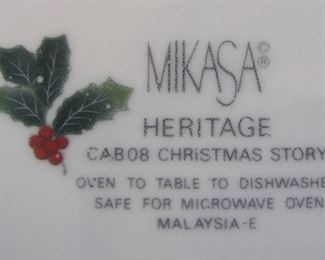 MIKASA©®
HERITAGE
CAB08 CHRISTMAS STORY
OVEN TO TABLE TO DISHWASHE
SAFE FOR MICROWAVE OVEN
MALAYSIA-E